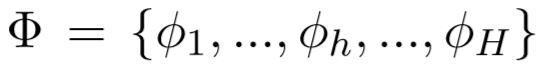 Φ = {ϕ₁, ..., ϕₕ, ..., ϕ_H}